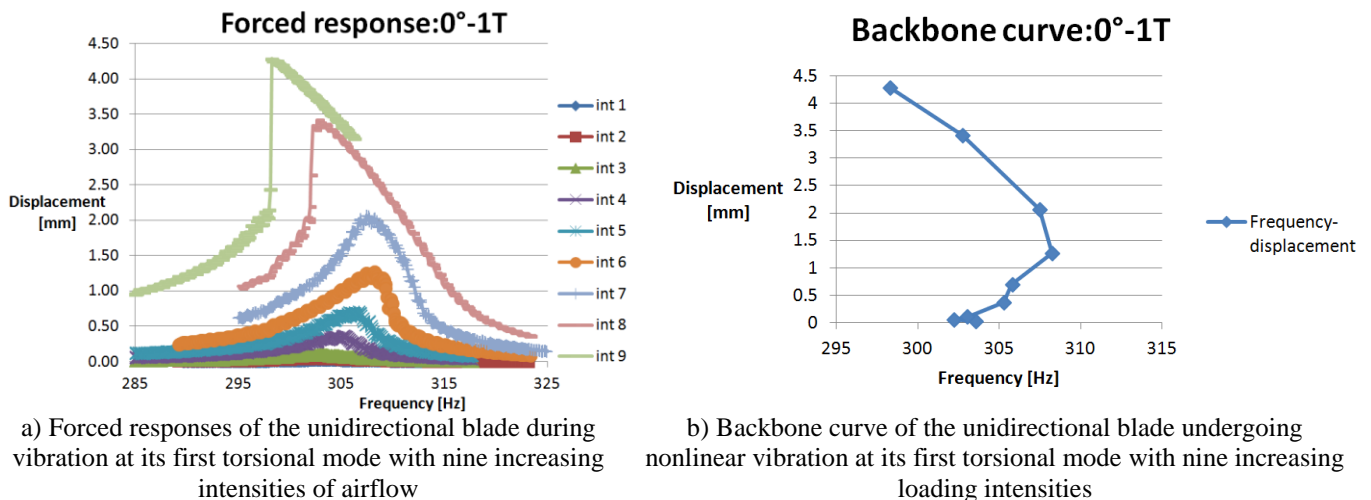 Forced response:0°-1T
4.50
4.00
3.50
3.00
2.50
Displacement
[mm]
2.00
1.50
1.00
0.50
0.00
285
295
305
315
325
Frequency [Hz]
int 1
int 2
int 3
int 4
int 5
int 6
int 7
int 8
int 9
a) Forced responses of the unidirectional blade during
vibration at its first torsional mode with nine increasing
intensities of airflow
Backbone curve:0°-1T
4.5
4
3.5
3
2.5
Displacement
[mm]
2
1.5
1
0.5
0
295
300
305
310
315
Frequency [Hz]
Frequency-
displacement
b) Backbone curve of the unidirectional blade undergoing
nonlinear vibration at its first torsional mode with nine increasing
loading intensities